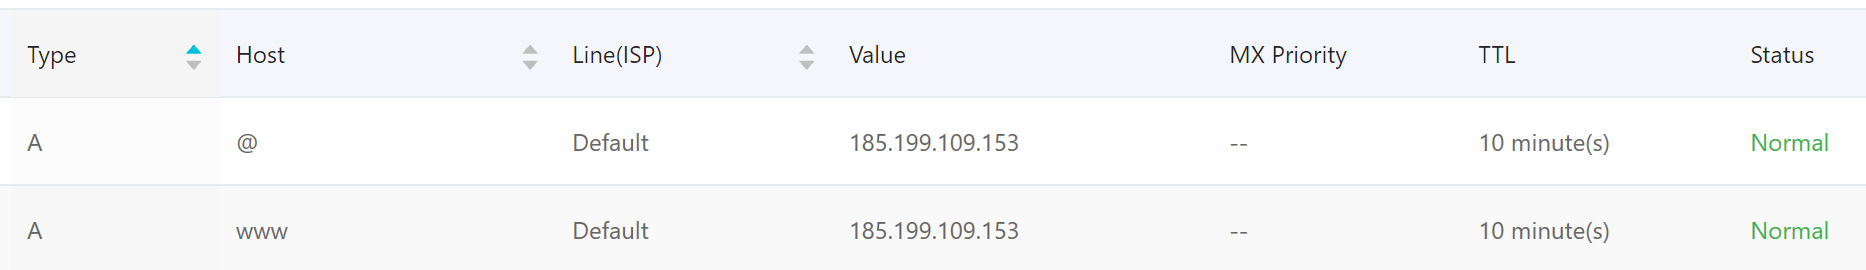 Type Host Line(ISP) Value MX Priority TTL Status
A @ Default 185.199.109.153 -- 10 minute(s) Normal
A www Default 185.199.109.153 -- 10 minute(s) Normal